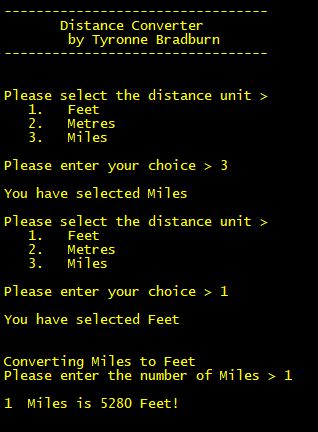 ---------------------------------
Distance Converter
by Tyronne Bradburn
---------------------------------
Please select the distance unit >
1. Feet
2. Metres
3. Miles
Please enter your choice > 3
You have selected Miles
Please select the distance unit >
1. Feet
2. Metres
3. Miles
Please enter your choice > 1
You have selected Feet
Converting Miles to Feet
Please enter the number of Miles > 1
1 Miles is 5280 Feet!